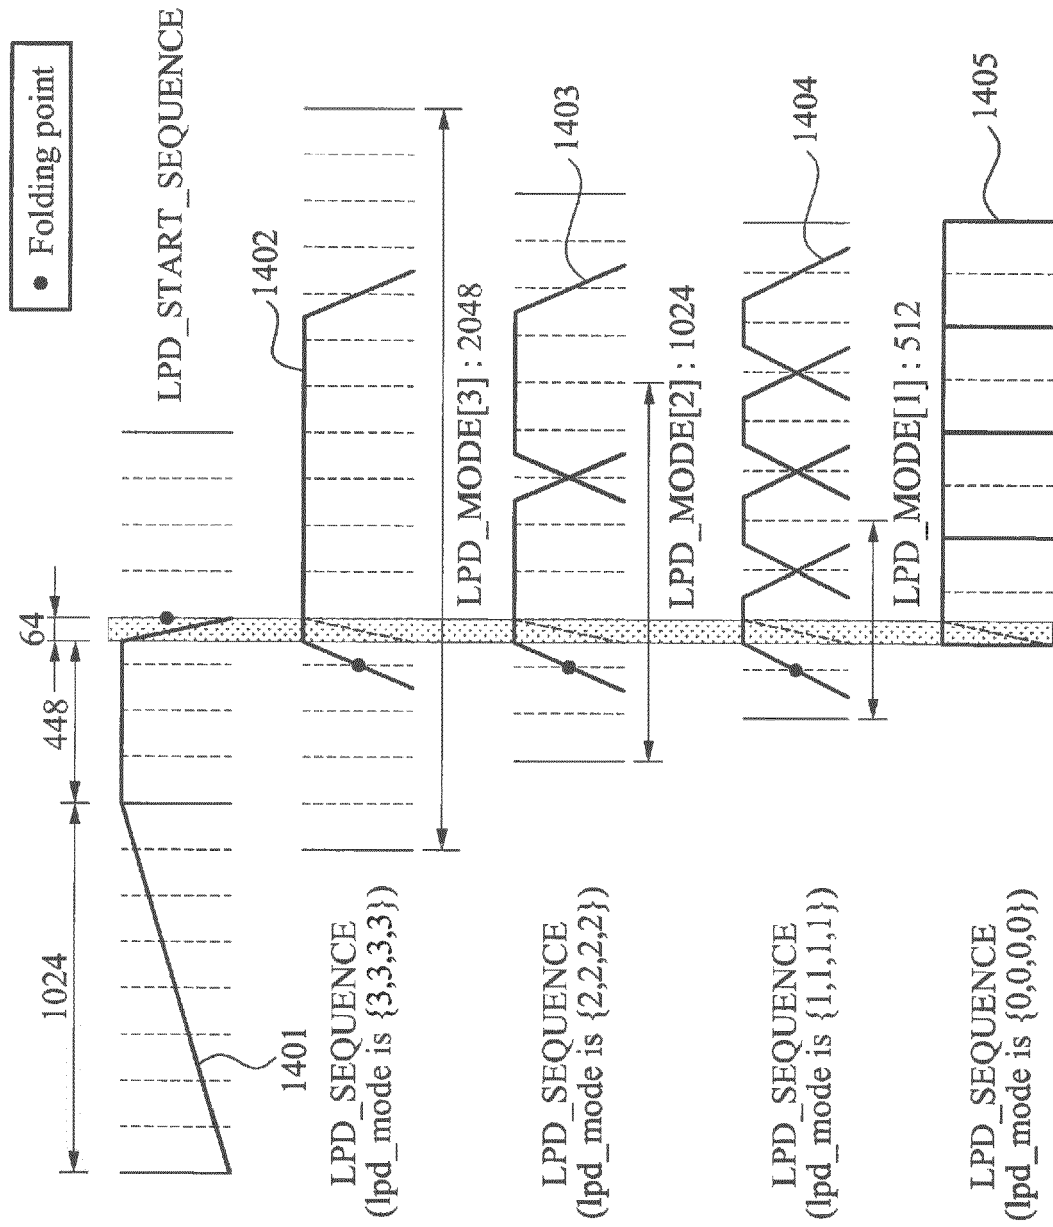 ● Folding point
LPD_START_SEQUENCE
1024
448
64
1401
LPD_SEQUENCE
(lpd_mode is {3,3,3,3})
1402
LPD_MODE[3] : 2048
LPD_SEQUENCE
(lpd_mode is {2,2,2,2})
1403
LPD_MODE[2] : 1024
LPD_SEQUENCE
(lpd_mode is {1,1,1,1})
1404
LPD_MODE[1] : 512
LPD_SEQUENCE
(lpd_mode is {0,0,0,0})
1405